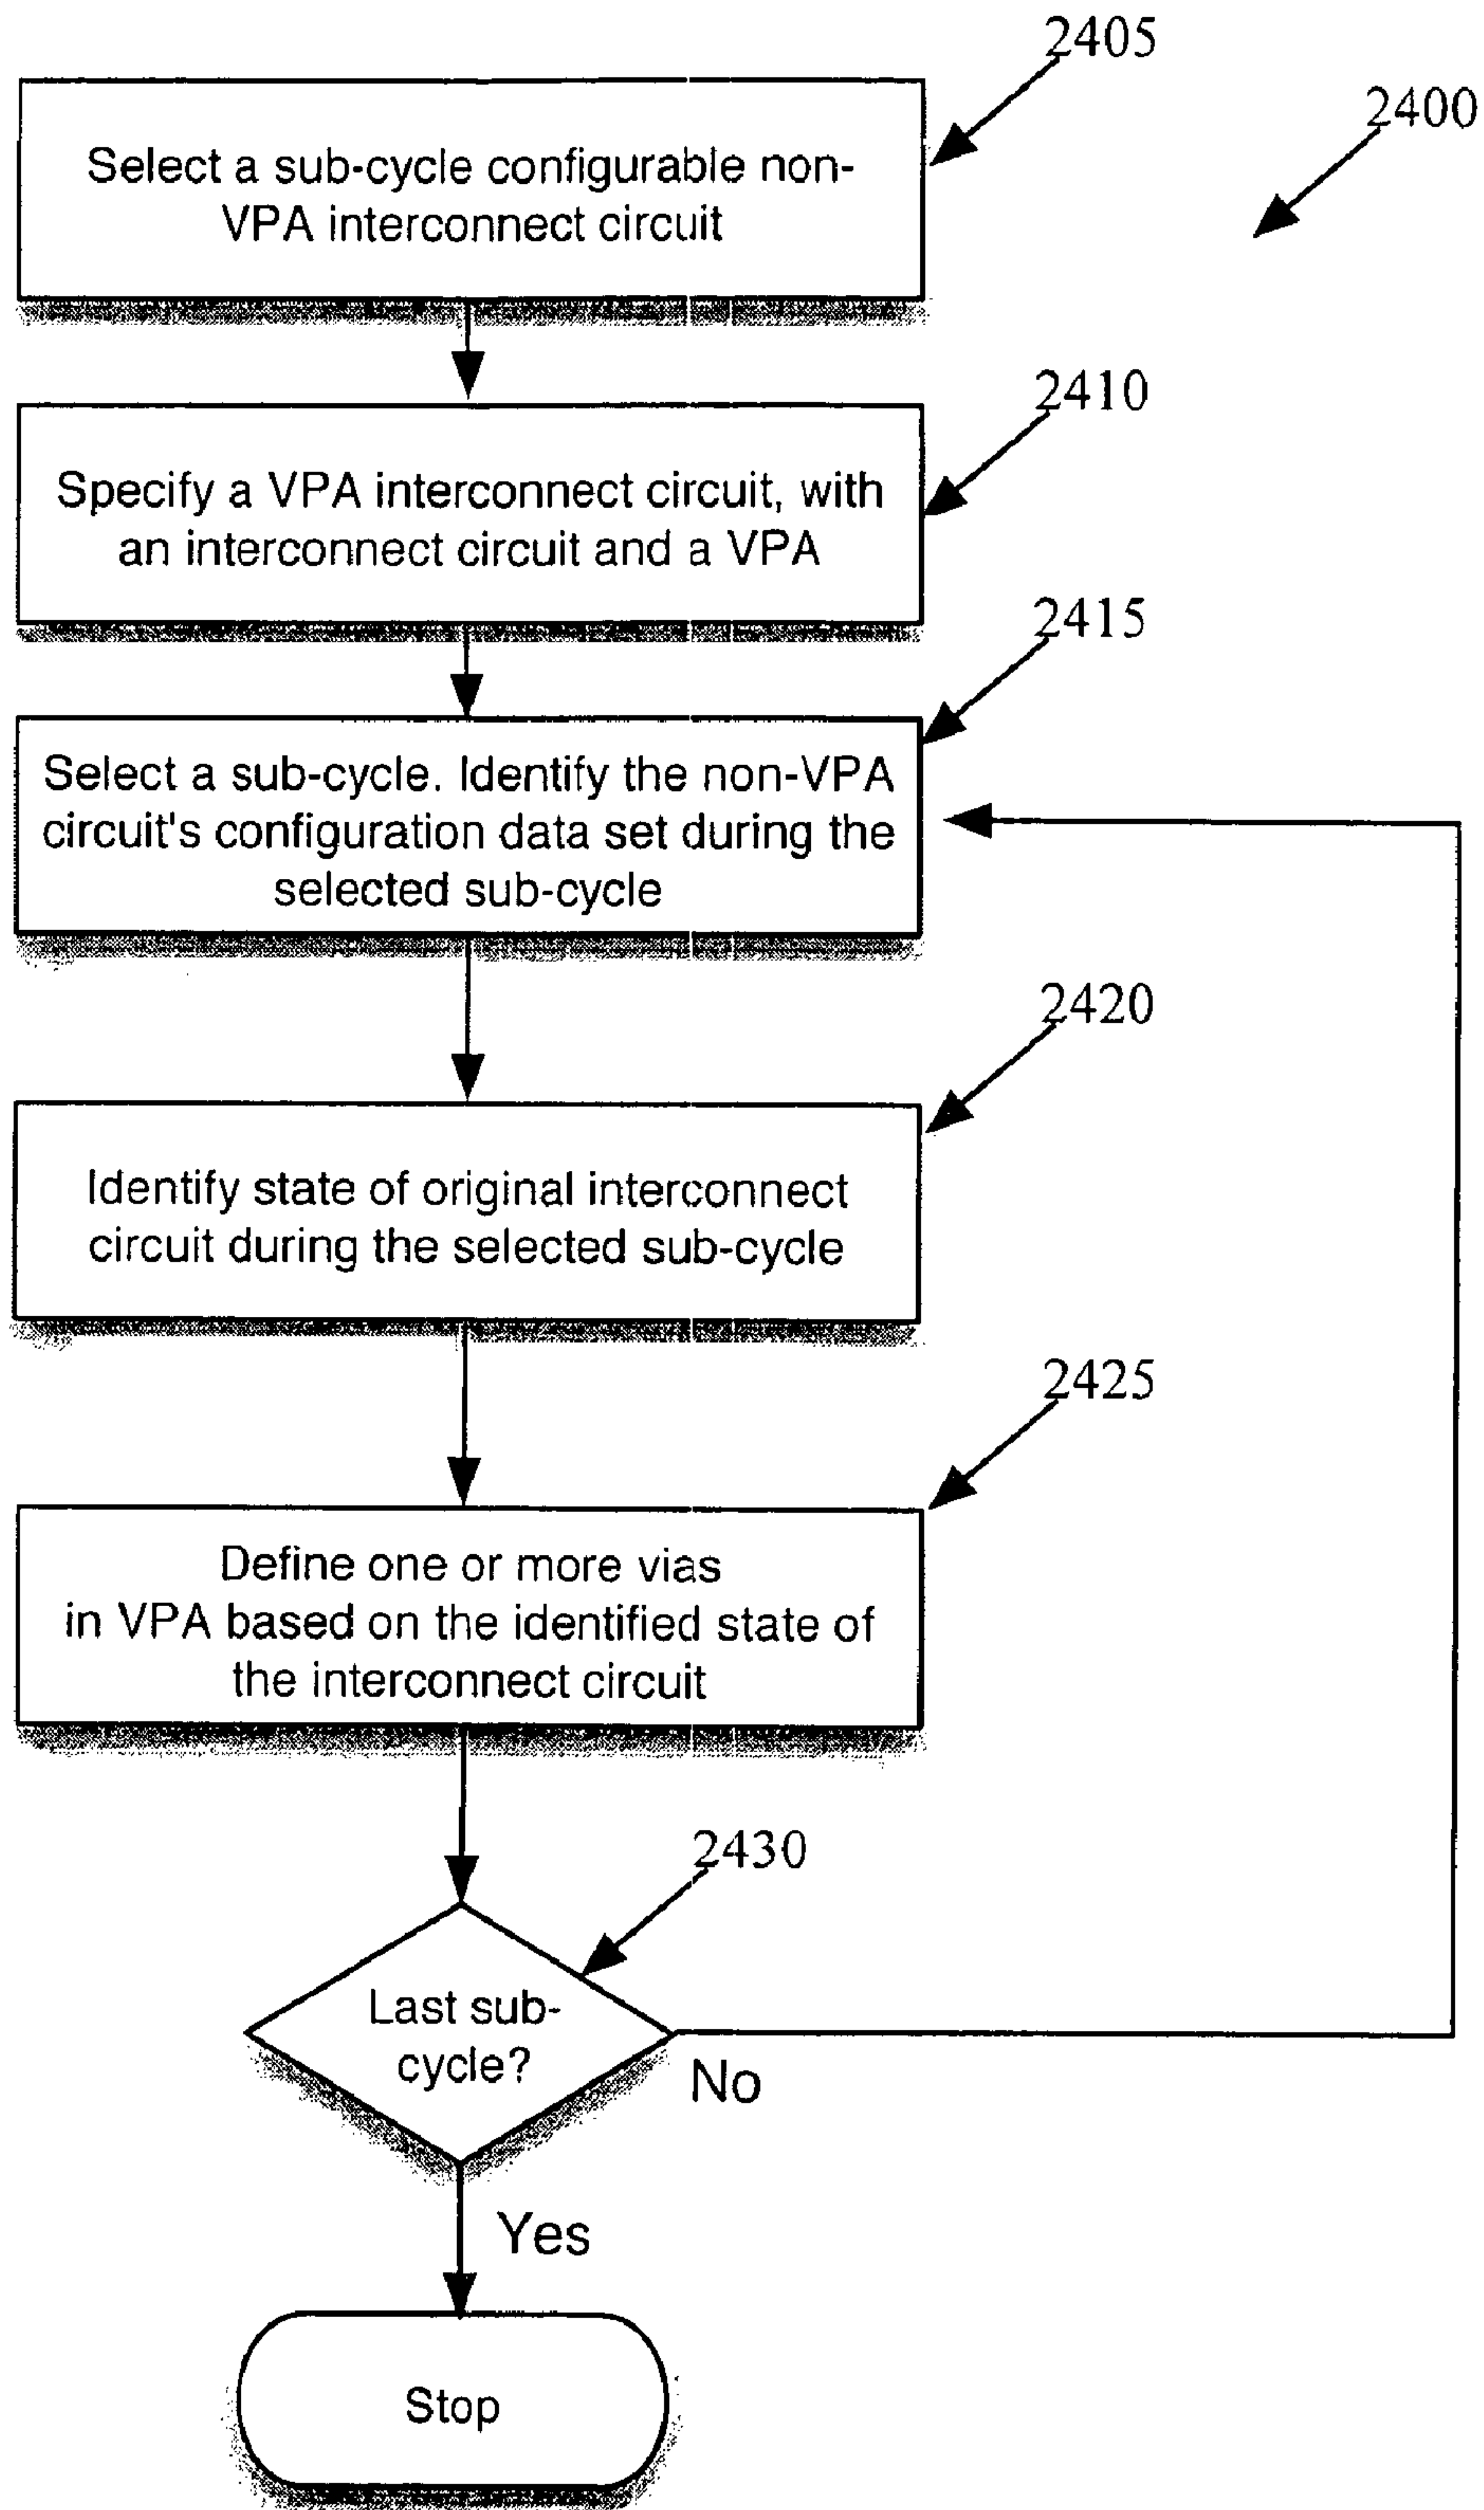 2405
2400
Select a sub-cycle configurable non-
VPA interconnect circuit
2410
Specify a VPA interconnect circuit, with
an interconnect circuit and a VPA
2415
Select a sub-cycle. Identify the non-VPA
circuit's configuration data set during the
selected sub-cycle
2420
Identify state of original interconnect
circuit during the selected sub-cycle
2425
Define one or more vias
in VPA based on the identified state of
the interconnect circuit
2430
Last sub-
cycle?
No
Yes
Stop